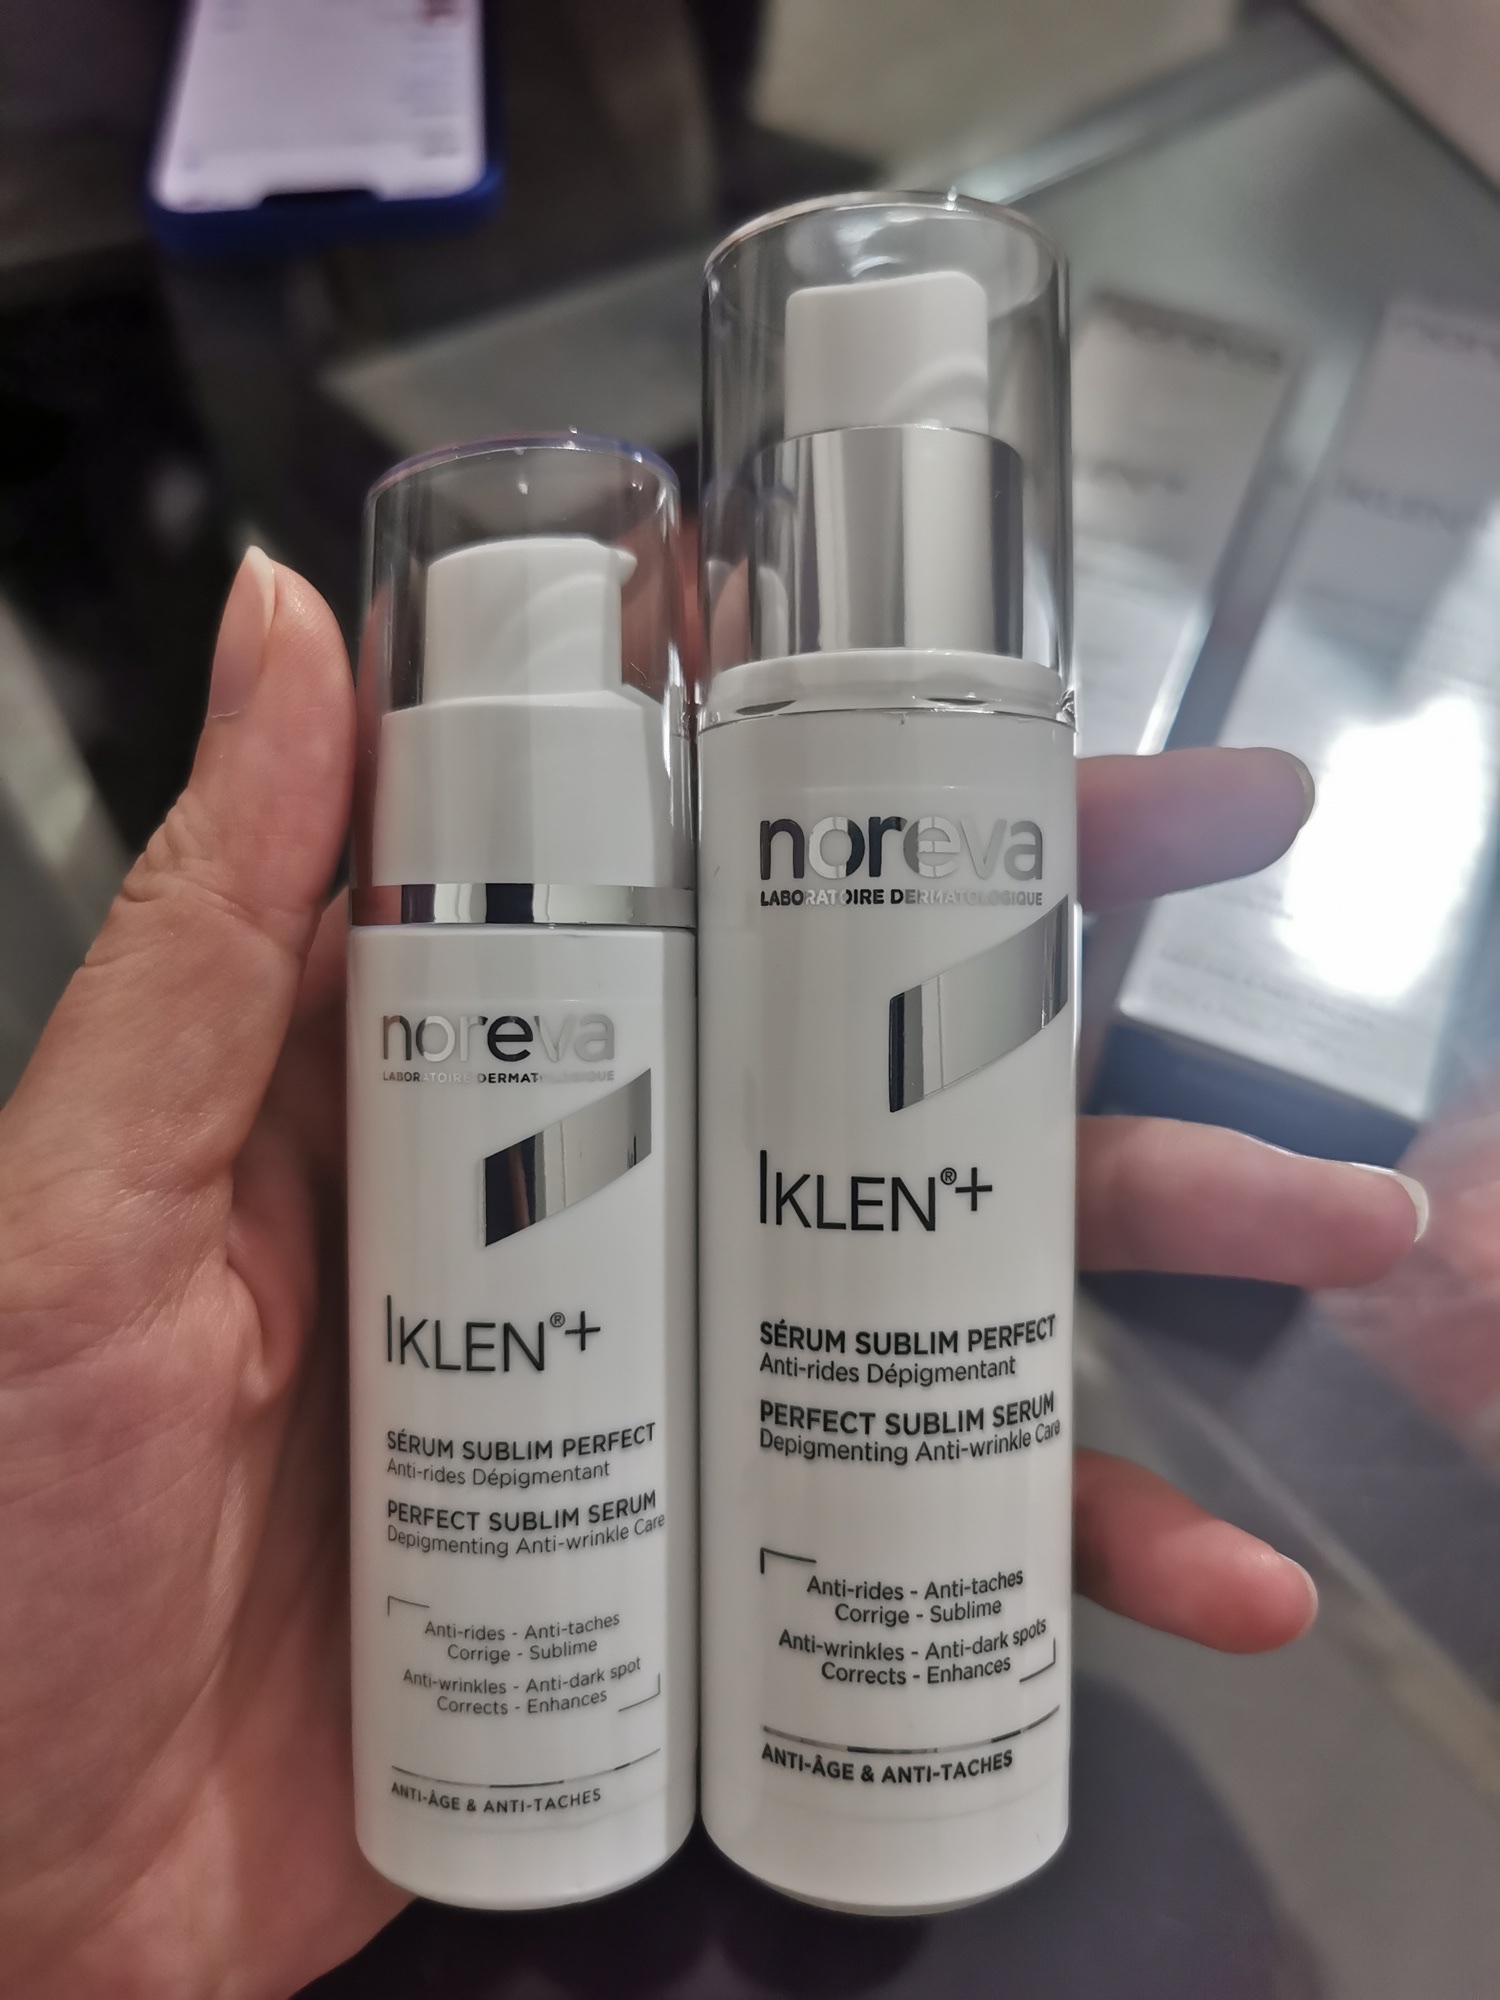 noreva
LABORATOIRE DERMATOLOGIQUE
IKLEN®+
SÉRUM SUBLIM PERFECT
Anti-rides Dépigmentant
PERFECT SUBLIM SERUM
Depigmenting Anti-wrinkle Care
Anti-rides - Anti-taches
Corrige - Sublime
Anti-wrinkles - Anti-dark spot
Corrects - Enhances
ANTI-ÂGE & ANTI-TACHES
noreva
LABORATOIRE DERMATOLOGIQUE
IKLEN®+
SÉRUM SUBLIM PERFECT
Anti-rides Dépigmentant
PERFECT SUBLIM SERUM
Depigmenting Anti-wrinkle Care
Anti-rides - Anti-taches
Corrige - Sublime
Anti-wrinkles - Anti-dark spots
Corrects - Enhances
ANTI-ÂGE & ANTI-TACHES
noreva
IKLEN